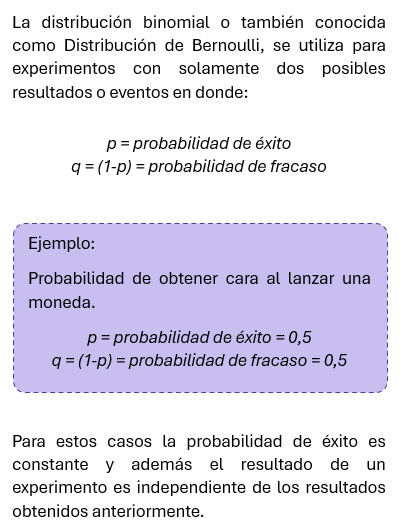 La distribución binomial o también conocida
como Distribución de Bernoulli, se utiliza para
experimentos con solamente dos posibles
resultados o eventos en donde:
p = probabilidad de éxito
q = (1-p) = probabilidad de fracaso
Ejemplo:
Probabilidad de obtener cara al lanzar una
moneda.
p = probabilidad de éxito = 0,5
q = (1-p) = probabilidad de fracaso = 0,5
Para estos casos la probabilidad de éxito es
constante y además el resultado de un
experimento es independiente de los resultados
obtenidos anteriormente.